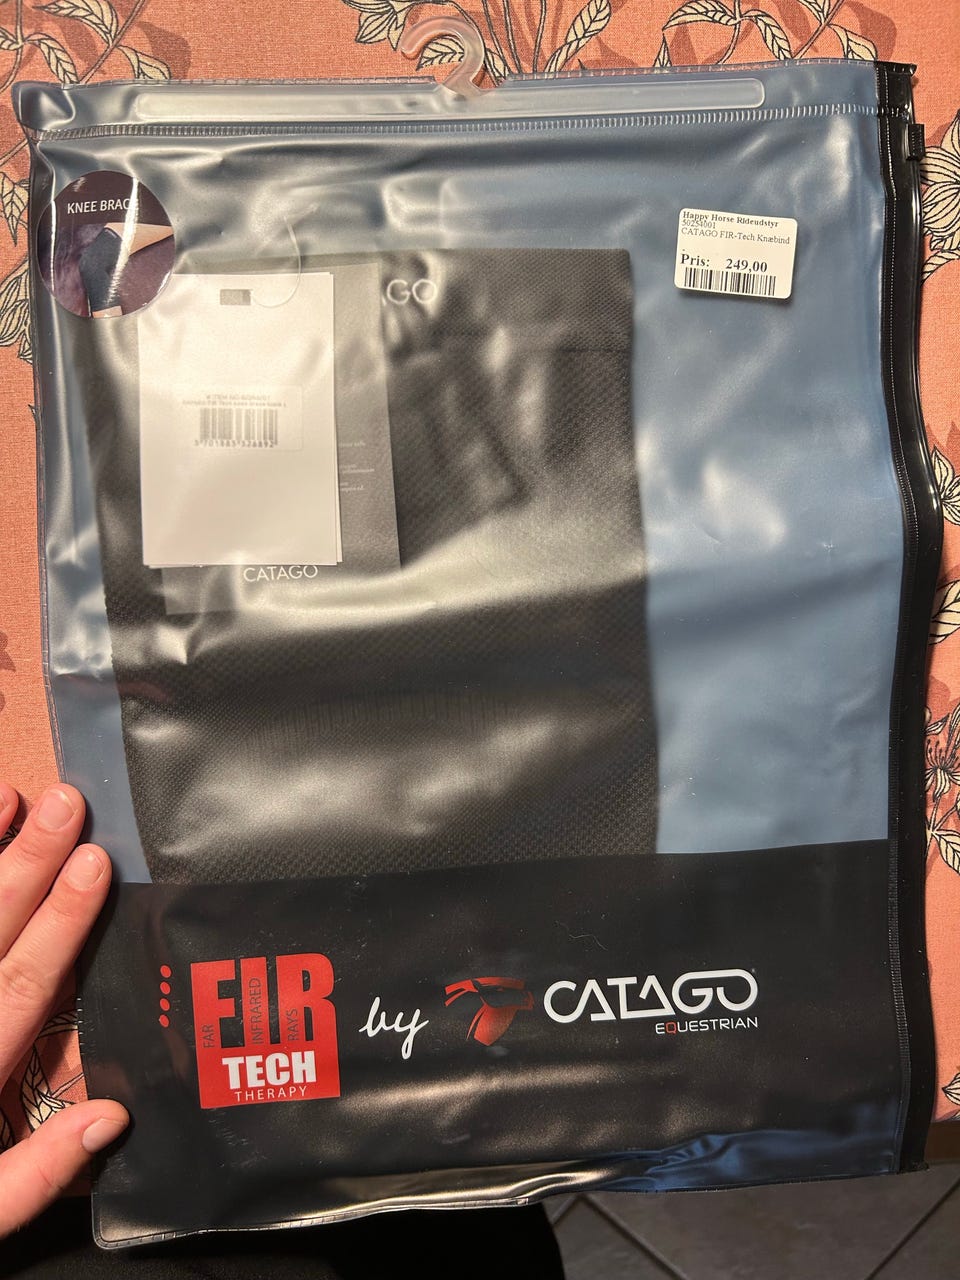 KNEE BRACE
Happy Horse Rideudstyr
50254001
CATAGO FIR-Tech Knæbind
Pris: 249,00
AGO
CATAGO
FIR
FAR
INFRARED
RAYS
TECH
THERAPY
by
CATAGO
EQUESTRIAN